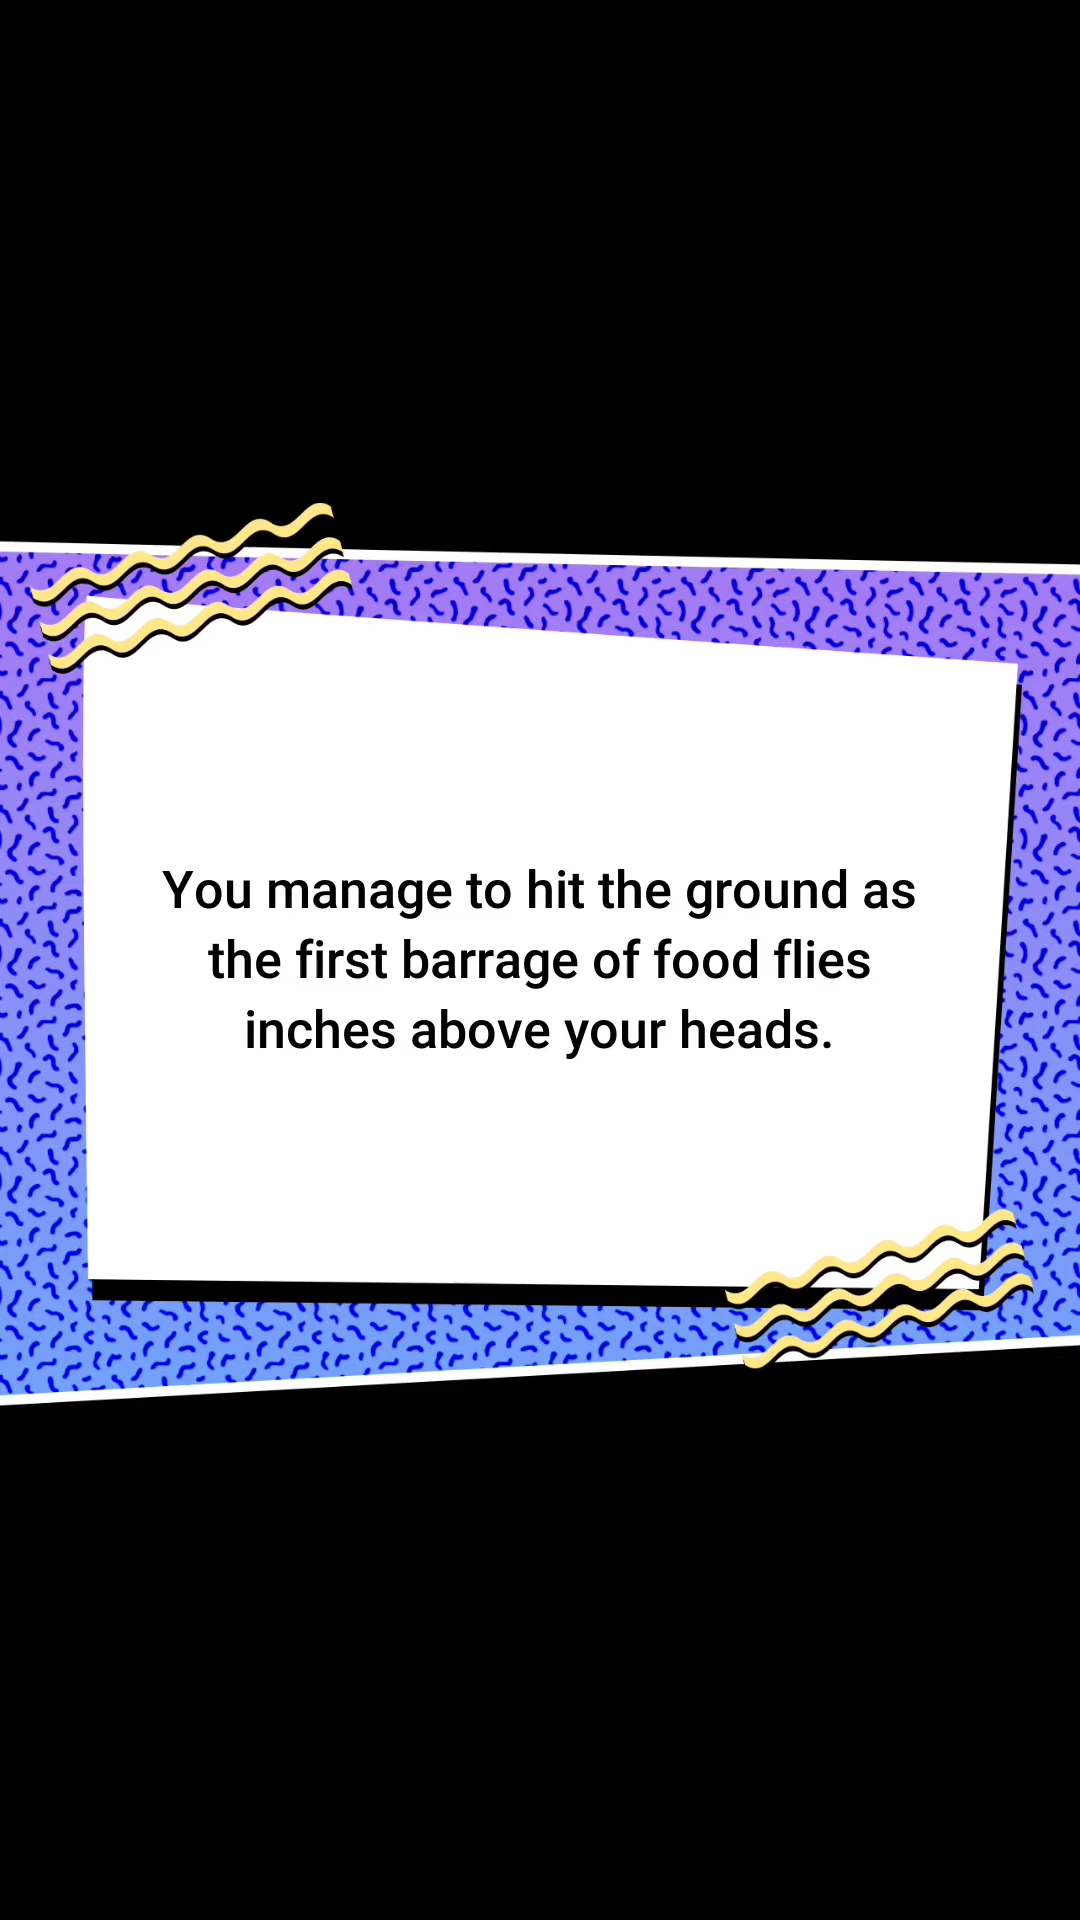 You manage to hit the ground as
the first barrage of food flies
inches above your heads.